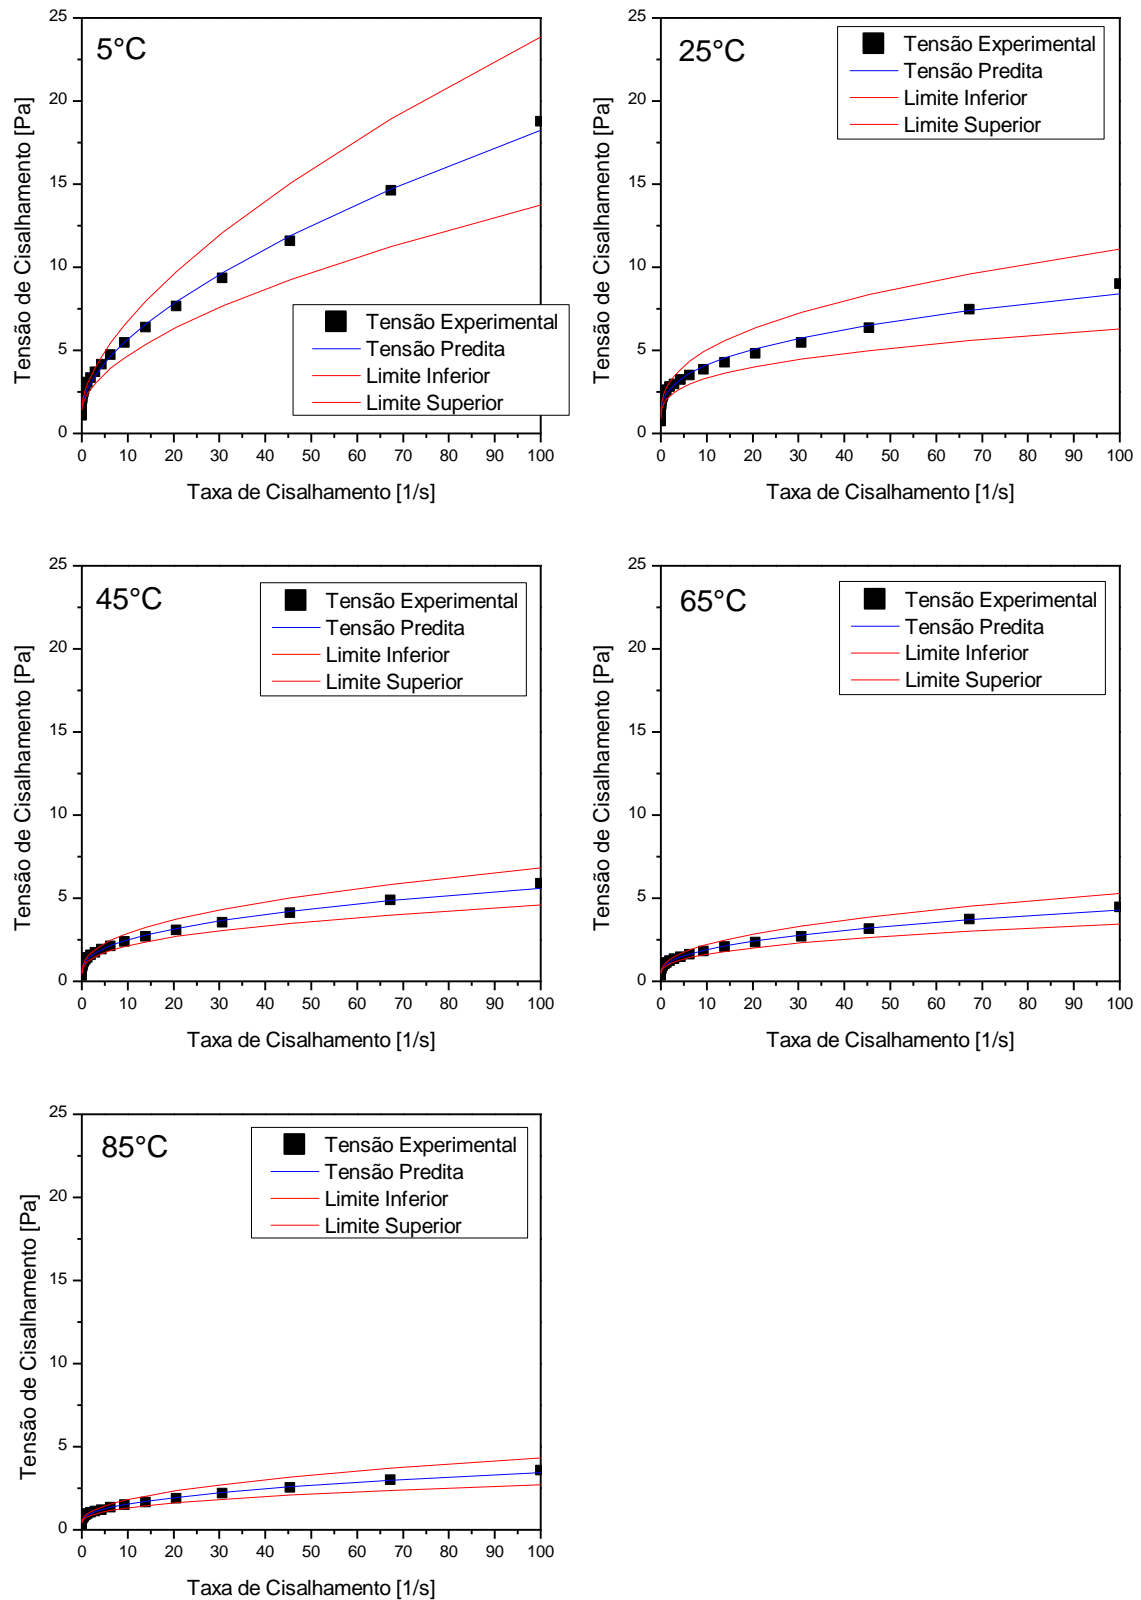 5°C
Tensão de Cisalhamento [Pa]
25
20
15
10
5
0
Tensão Experimental
Tensão Predita
Limite Inferior
Limite Superior
0 10 20 30 40 50 60 70 80 90 100
Taxa de Cisalhamento [1/s]
25°C
Tensão de Cisalhamento [Pa]
25
20
15
10
5
0
Tensão Experimental
Tensão Predita
Limite Inferior
Limite Superior
0 10 20 30 40 50 60 70 80 90 100
Taxa de Cisalhamento [1/s]
45°C
Tensão de Cisalhamento [Pa]
25
20
15
10
5
0
Tensão Experimental
Tensão Predita
Limite Inferior
Limite Superior
0 10 20 30 40 50 60 70 80 90 100
Taxa de Cisalhamento [1/s]
65°C
Tensão de Cisalhamento [Pa]
25
20
15
10
5
0
Tensão Experimental
Tensão Predita
Limite Inferior
Limite Superior
0 10 20 30 40 50 60 70 80 90 100
Taxa de Cisalhamento [1/s]
85°C
Tensão de Cisalhamento [Pa]
25
20
15
10
5
0
Tensão Experimental
Tensão Predita
Limite Inferior
Limite Superior
0 10 20 30 40 50 60 70 80 90 100
Taxa de Cisalhamento [1/s]